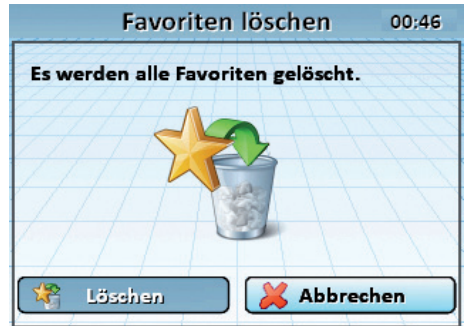 Favoriten löschen 00:46
Es werden alle Favoriten gelöscht.
Löschen Abbrechen